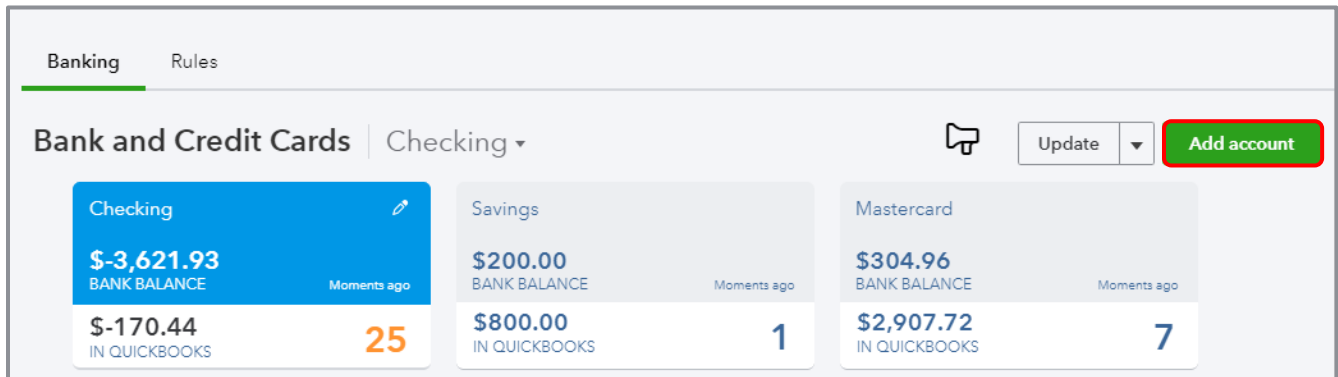 Banking Rules
Bank and Credit Cards Checking
Update Add account
Checking Savings Mastercard
$-3,621.93 $200.00 $304.96
BANK BALANCE Moments ago BANK BALANCE Moments ago BANK BALANCE Moments ago
$-170.44 25 $800.00 1 $2,907.72 7
IN QUICKBOOKS IN QUICKBOOKS IN QUICKBOOKS